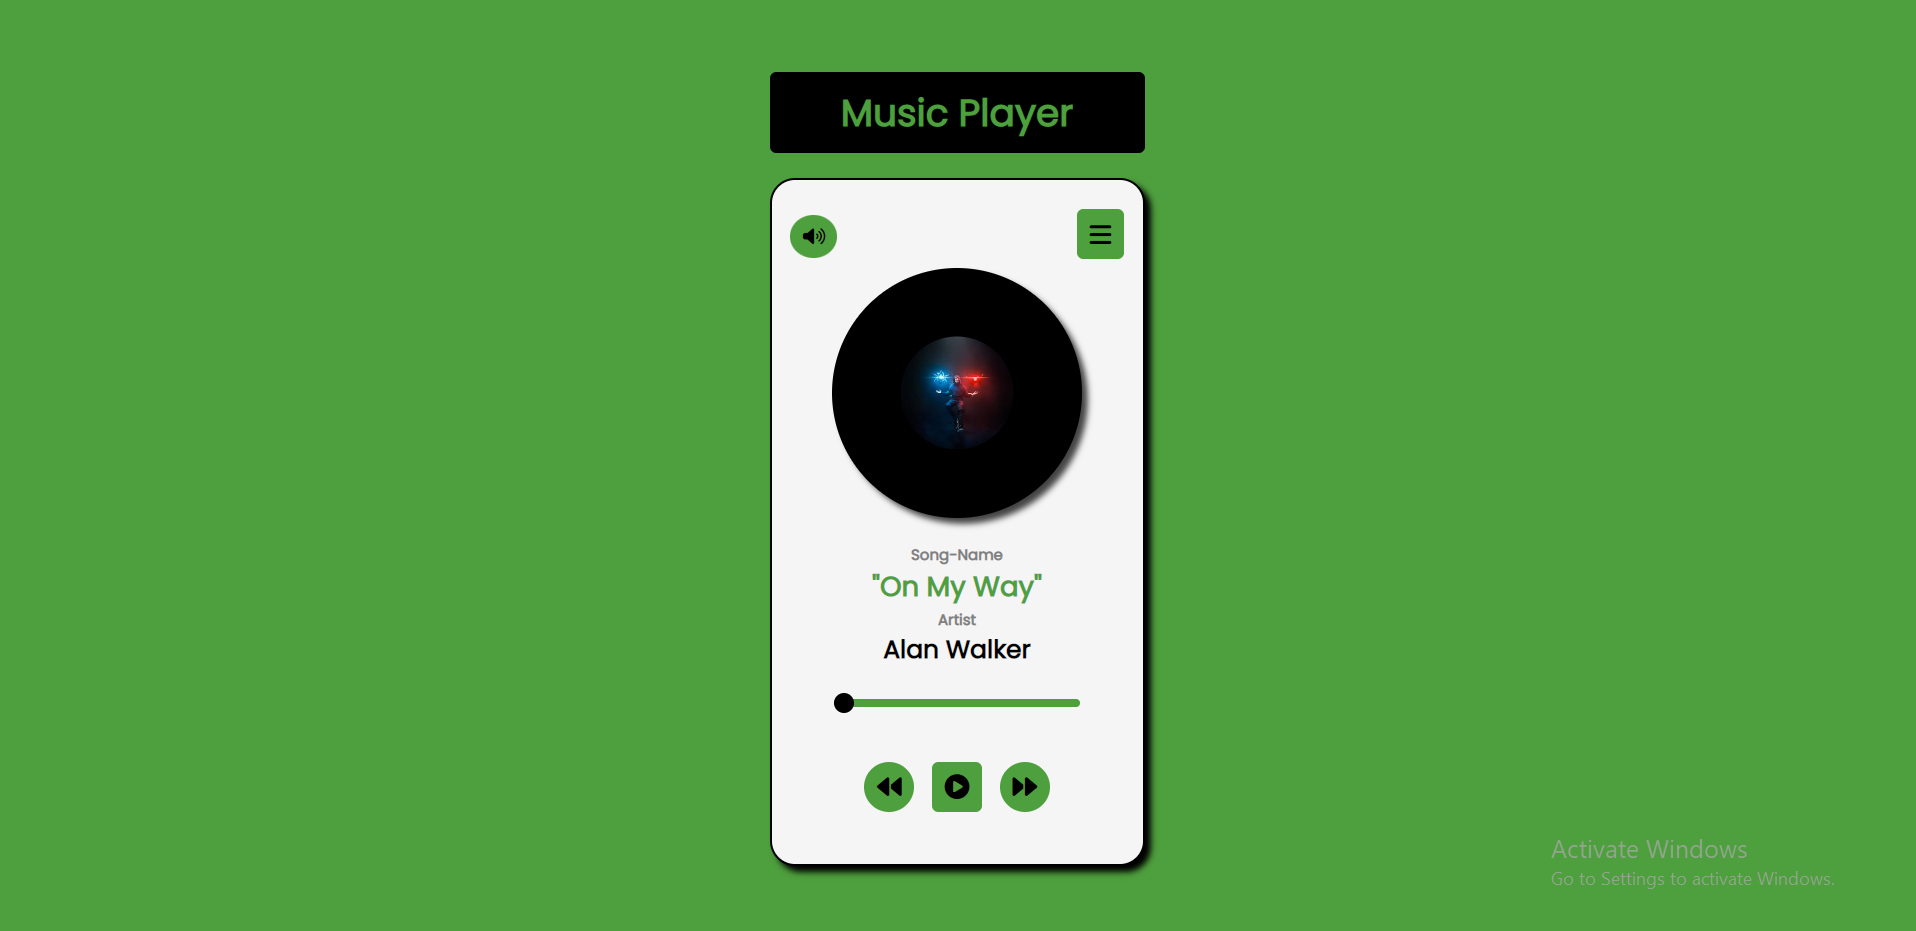 Music Player
Song-Name
"On My Way"
Artist
Alan Walker
Activate Windows
Go to Settings to activate Windows.